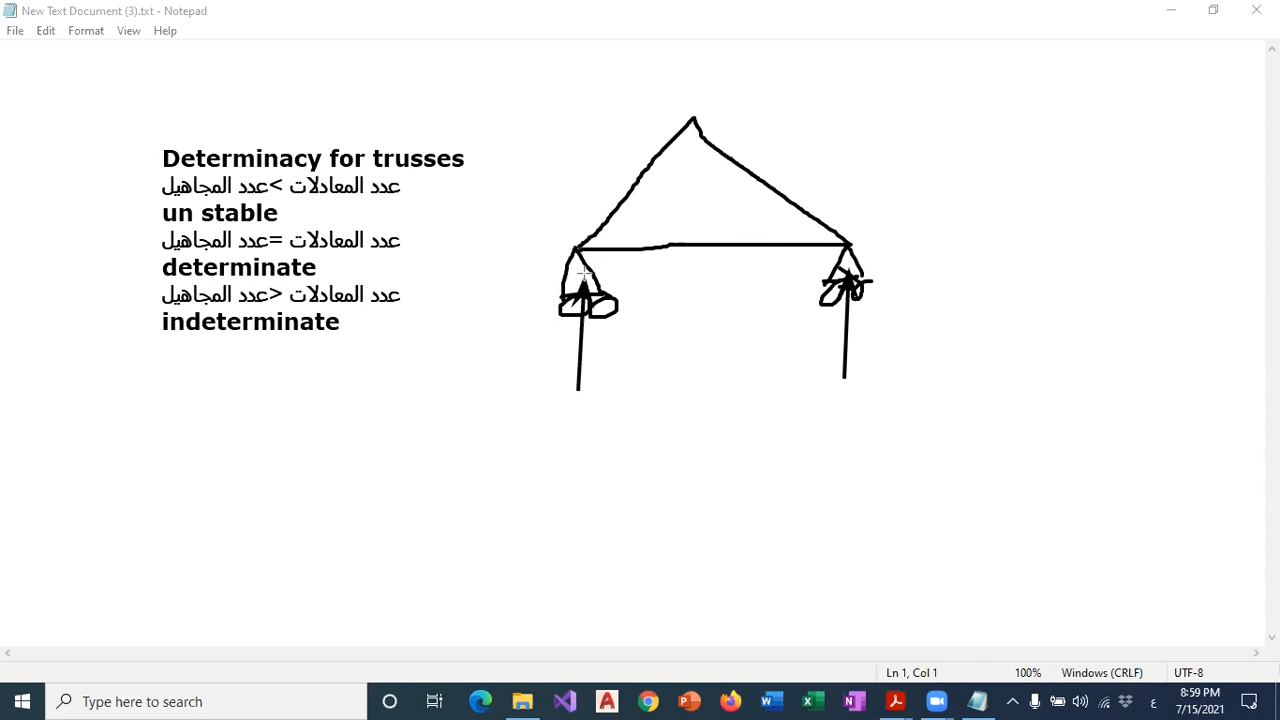 New Text Document (3).txt - Notepad
File Edit Format View Help
Determinacy for trusses
عدد المعادلات >عدد المجاهيل
un stable
عدد المعادلات =عدد المجاهيل
determinate
عدد المعادلات <عدد المجاهيل
indeterminate
Ln 1, Col 1 100% Windows (CRLF) UTF-8
Type here to search
ع
8:59 PM
7/15/2021